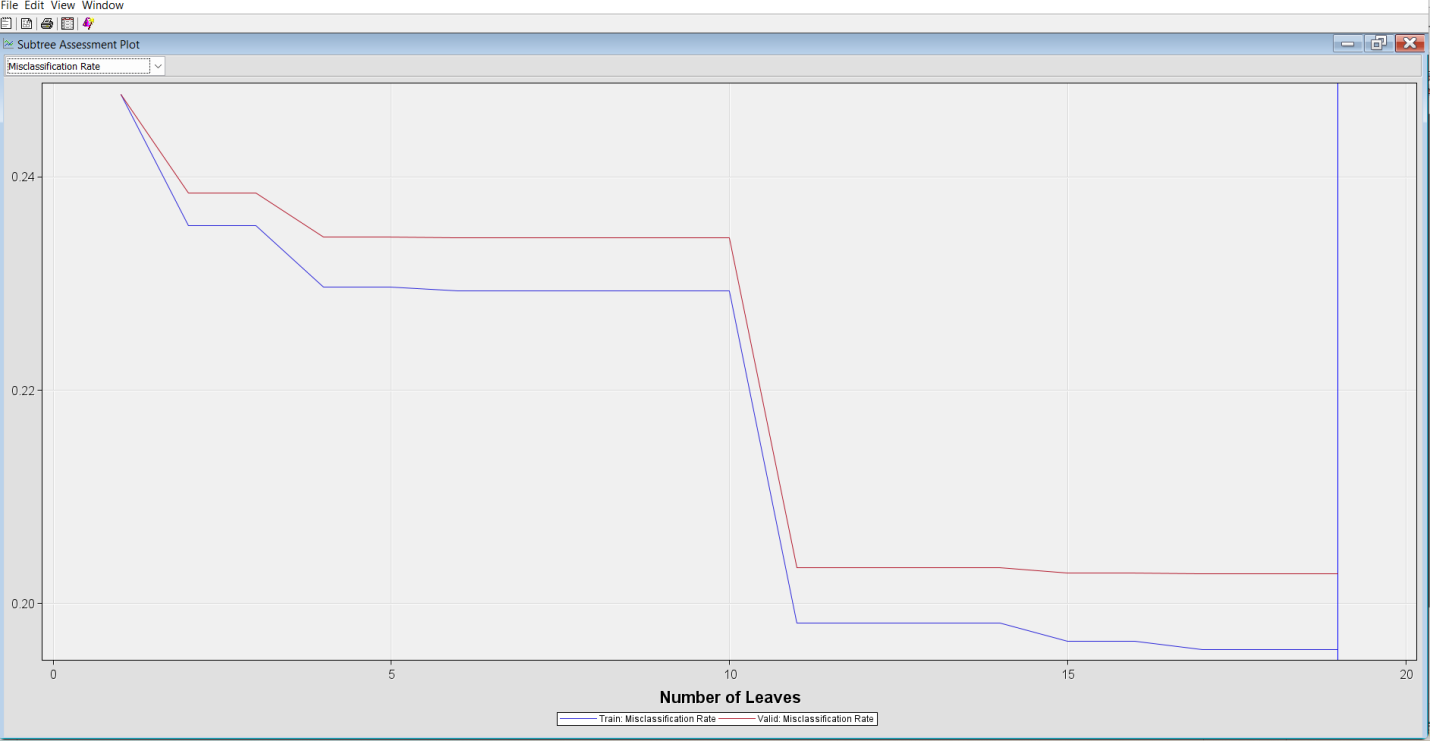 File Edit View Window
Subtree Assessment Plot
Misclassification Rate
0.24
0.22
0.20
0 5 10 15 20
Number of Leaves
Train: Misclassification Rate Valid: Misclassification Rate